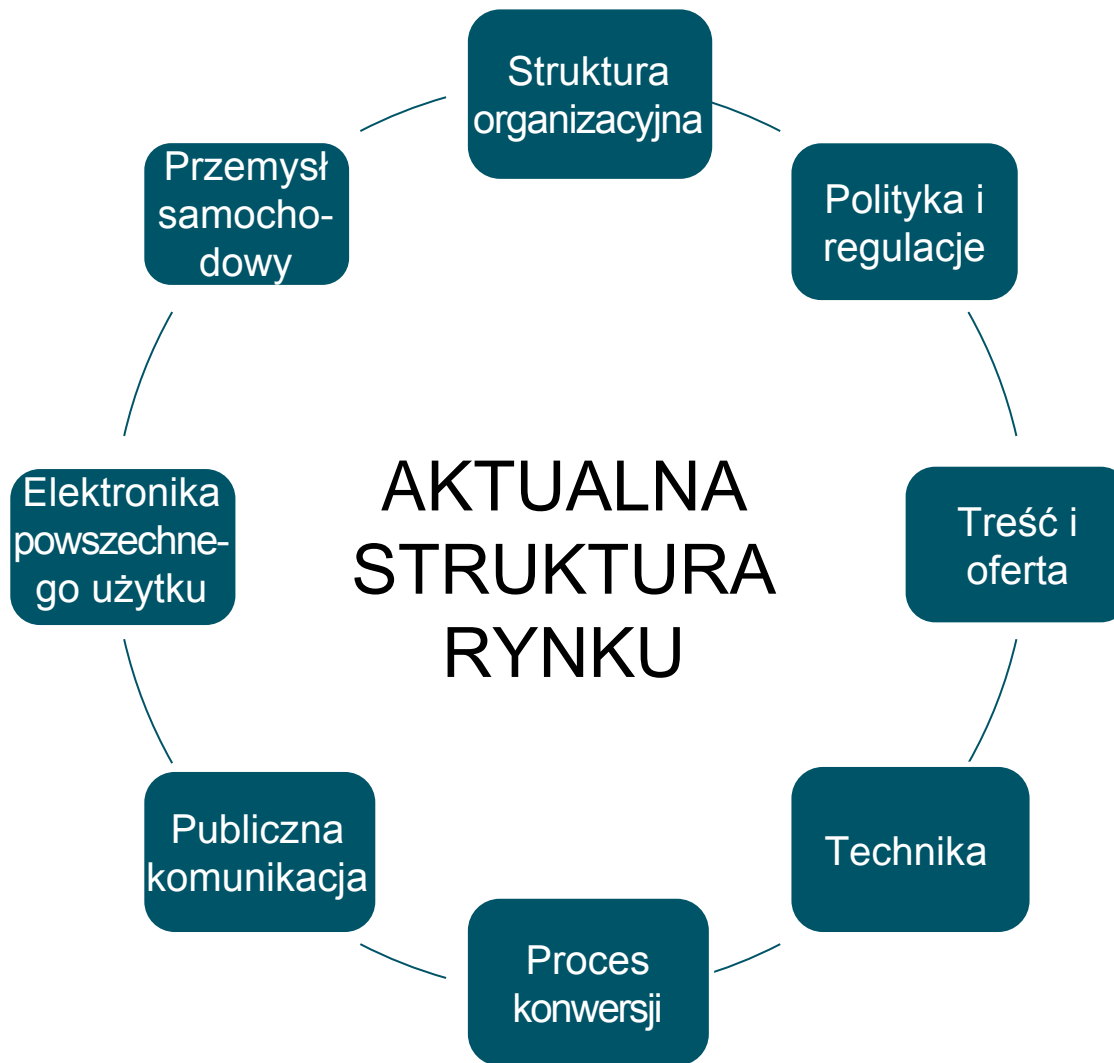 Struktura
organizacyjna
Przemysł
samocho-
dowy
Polityka i
regulacje
Elektronika
powszechne-
go użytku
AKTUALNA
STRUKTURA
RYNKU
Treść i
oferta
Publiczna
komunikacja
Technika
Proces
konwersji